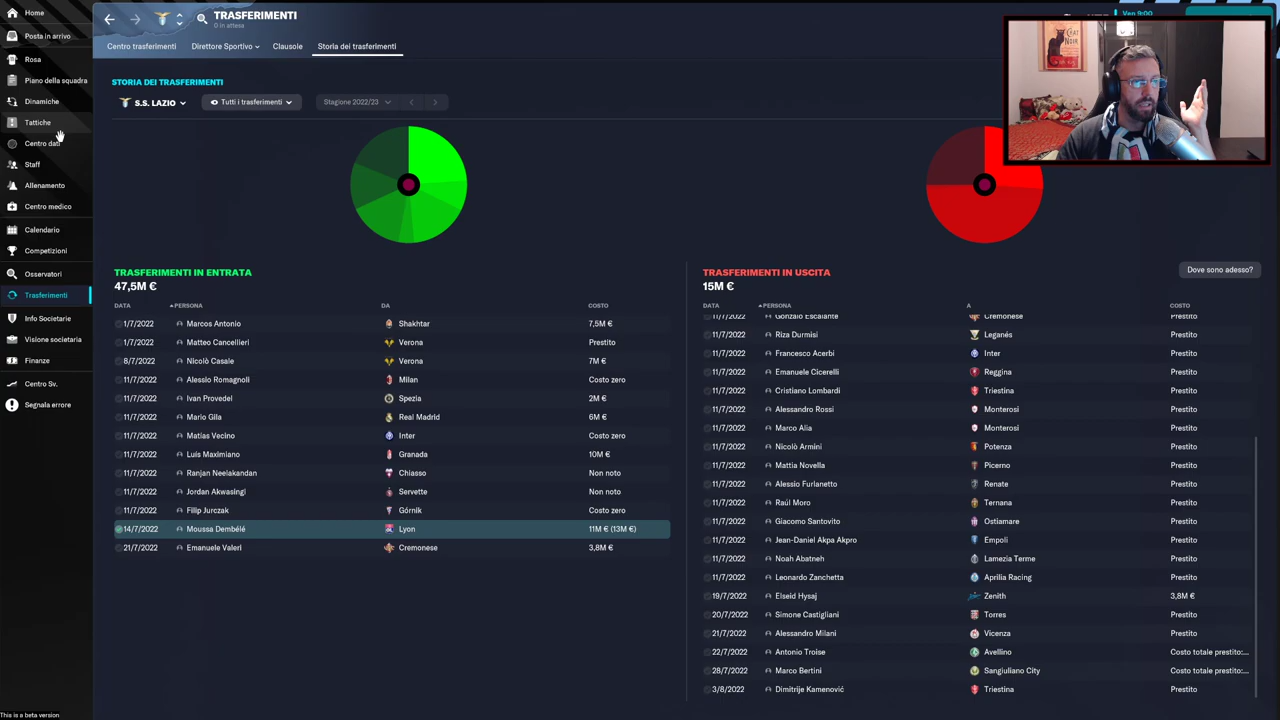 Home
Posta in arrivo
Rosa
Piano della squadra
Dinamiche
Tattiche
Centro dati
Staff
Allenamento
Centro medico
Calendario
Competizioni
Osservatori
Trasferimenti
Info Societarie
Visione societaria
Finanze
Centro Sv.
Segnala errore
This is a beta version
TRASFERIMENTI
0 in attesa
Ven 9:00
Centro trasferimenti Direttore Sportivo Clausole Storia dei trasferimenti
CHAT NOIR
STORIA DEI TRASFERIMENTI
S.S. LAZIO Tutti i trasferimenti Stagione 2022/23
TRASFERIMENTI IN ENTRATA
47,5M €
DATA PERSONA DA COSTO
1/7/2022 Marcos Antonio Shakhtar 7,5M €
1/7/2022 Matteo Cancellieri Verona Prestito
8/7/2022 Nicolò Casale Verona 7M €
11/7/2022 Alessio Romagnoli Milan Costo zero
11/7/2022 Ivan Provedel Spezia 2M €
11/7/2022 Mario Gila Real Madrid 6M €
11/7/2022 Matías Vecino Inter Costo zero
11/7/2022 Luís Maximiano Granada 10M €
11/7/2022 Ranjan Neelakandan Chiasso Non noto
11/7/2022 Jordan Akwasingi Servette Non noto
11/7/2022 Filip Jurczak Górnik Costo zero
14/7/2022 Moussa Dembélé Lyon 11M € (13M €)
21/7/2022 Emanuele Valeri Cremonese 3,8M €
TRASFERIMENTI IN USCITA
15M €
Dove sono adesso?
DATA PERSONA A COSTO
11/7/2022 Gonzalo Escalante Cremonese Prestito
11/7/2022 Riza Durmisi Leganés Prestito
11/7/2022 Francesco Acerbi Inter Prestito
11/7/2022 Emanuele Cicerelli Reggina Prestito
11/7/2022 Cristiano Lombardi Triestina Prestito
11/7/2022 Alessandro Rossi Monterosi Prestito
11/7/2022 Marco Alia Monterosi Prestito
11/7/2022 Nicolò Armini Potenza Prestito
11/7/2022 Mattia Novella Picerno Prestito
11/7/2022 Alessio Furlanetto Renate Prestito
11/7/2022 Raúl Moro Ternana Prestito
11/7/2022 Giacomo Santovito Ostiamare Prestito
11/7/2022 Jean-Daniel Akpa Akpro Empoli Prestito
11/7/2022 Noah Abatneh Lamezia Terme Prestito
11/7/2022 Leonardo Zanchetta Aprilia Racing Prestito
19/7/2022 Elseid Hysaj Zenith 3,8M €
20/7/2022 Simone Castigliani Torres Prestito
21/7/2022 Alessandro Milani Vicenza Prestito
22/7/2022 Antonio Troise Avellino Costo totale prestito:...
28/7/2022 Marco Bertini Sangiuliano City Costo totale prestito:...
3/8/2022 Dimitrije Kamenović Triestina Prestito